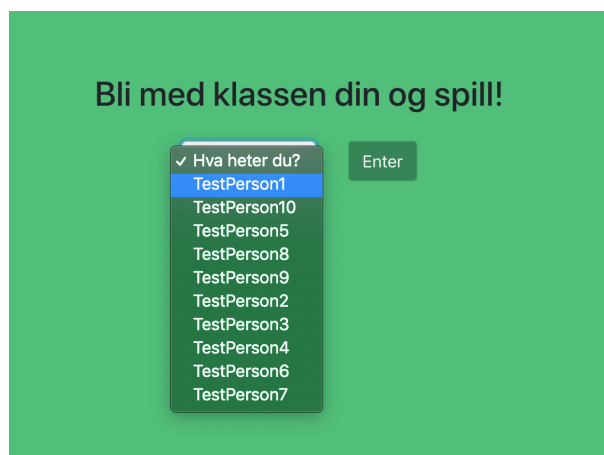 Bli med klassen din og spill!
✓ Hva heter du?
Enter
TestPerson1
TestPerson10
TestPerson5
TestPerson8
TestPerson9
TestPerson2
TestPerson3
TestPerson4
TestPerson6
TestPerson7